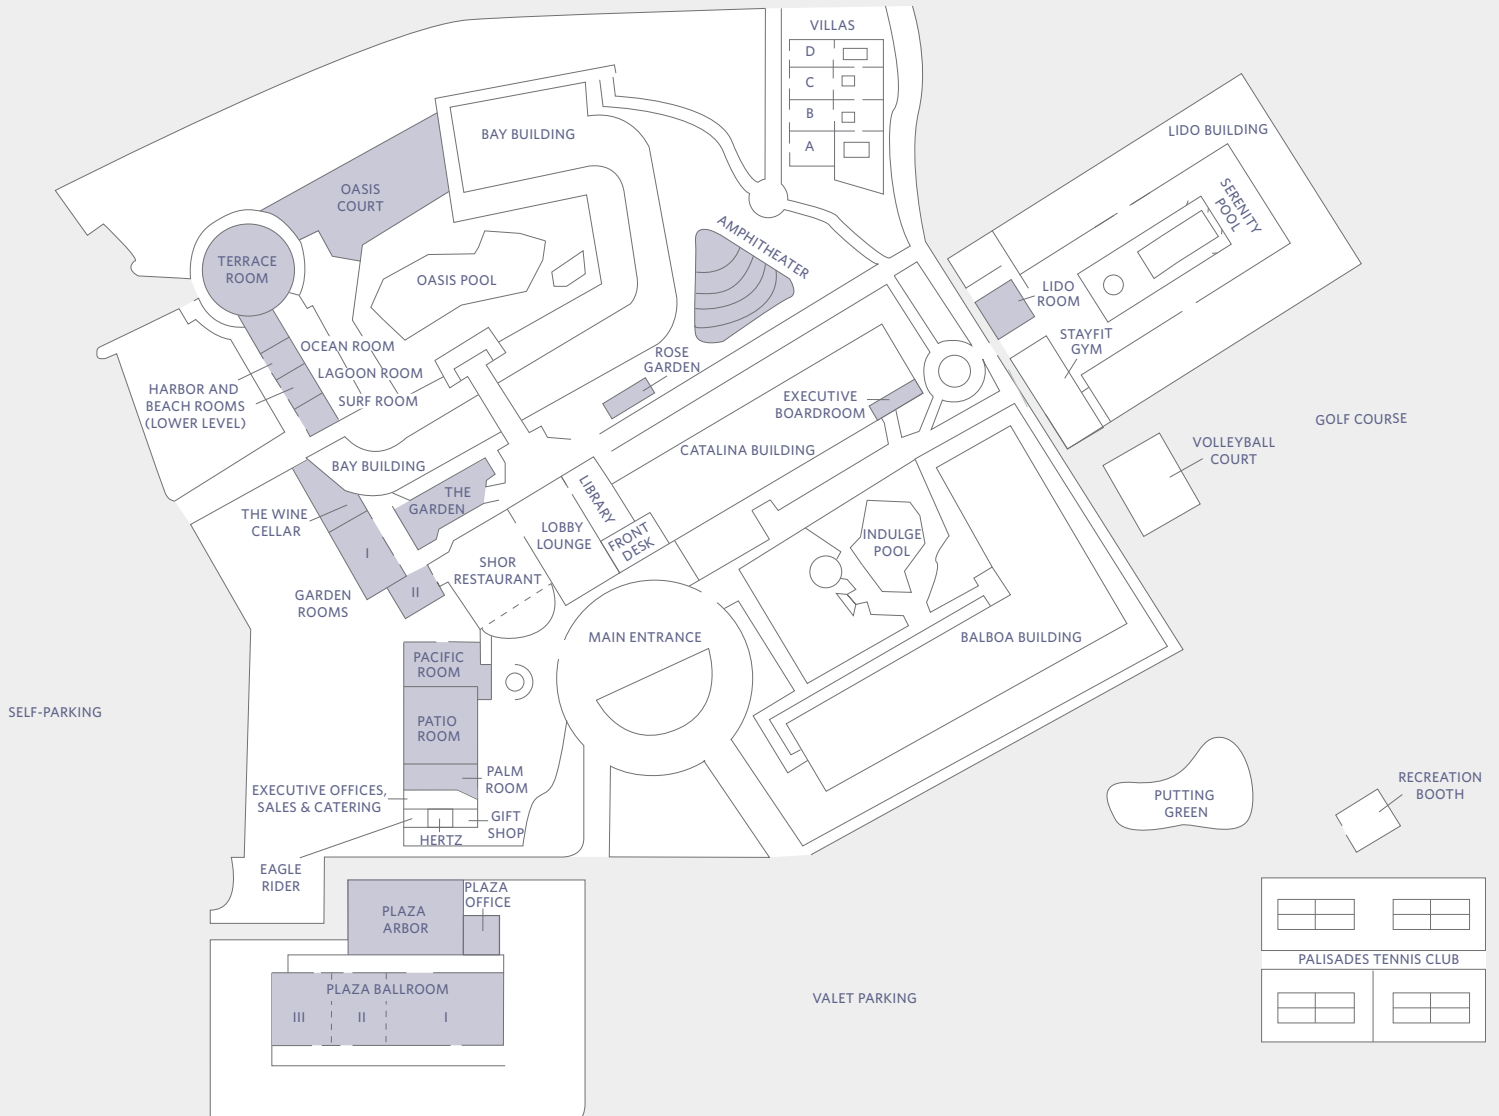 VILLAS
D
C
B
A
BAY BUILDING
LIDO BUILDING
SERENITY
POOL
OASIS
COURT
AMPHITHEATER
TERRACE
ROOM
OASIS POOL
LIDO
ROOM
STAYFIT
GYM
OCEAN ROOM
LAGOON ROOM
SURF ROOM
ROSE
GARDEN
HARBOR AND
BEACH ROOMS
(LOWER LEVEL)
EXECUTIVE
BOARDROOM
GOLF COURSE
CATALINA BUILDING
VOLLEYBALL
COURT
BAY BUILDING
THE
GARDEN
LIBRARY
THE WINE
CELLAR
LOBBY
LOUNGE
FRONT
DESK
INDULGE
POOL
I
SHOR
RESTAURANT
II
GARDEN
ROOMS
MAIN ENTRANCE
BALBOA BUILDING
PACIFIC
ROOM
SELF-PARKING
PATIO
ROOM
PALM
ROOM
EXECUTIVE OFFICES,
SALES & CATERING
GIFT
SHOP
HERTZ
PUTTING
GREEN
RECREATION
BOOTH
EAGLE
RIDER
PLAZA
OFFICE
PLAZA
ARBOR
PALISADES TENNIS CLUB
PLAZA BALLROOM
III
II
I
VALET PARKING